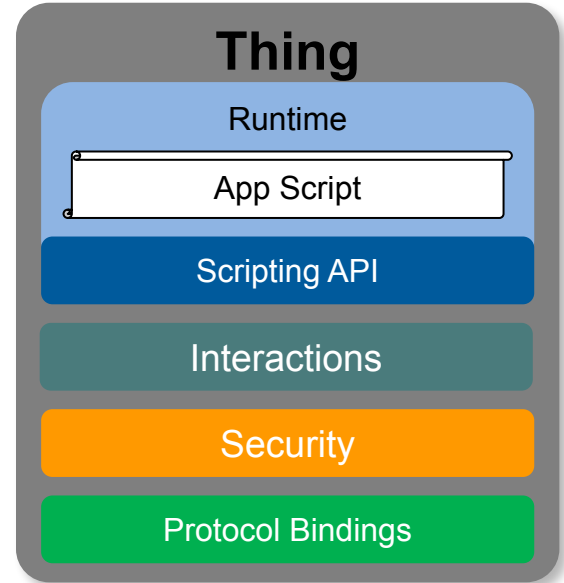 Thing
Runtime
App Script
Scripting API
Interactions
Security
Protocol Bindings